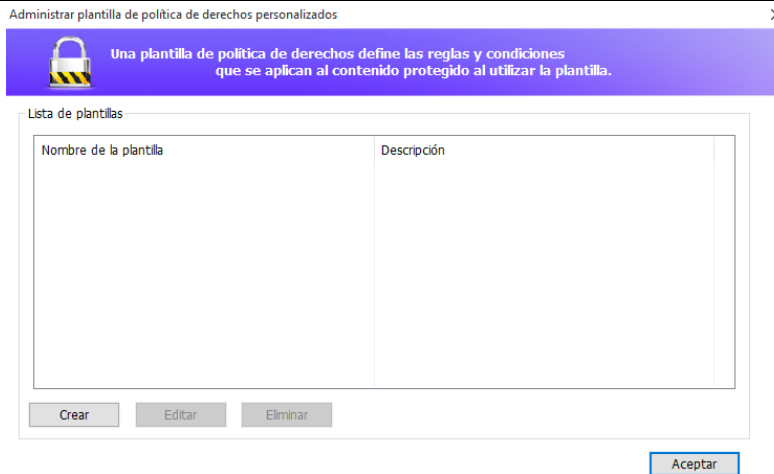 Administrar plantilla de política de derechos personalizados
Una plantilla de política de derechos define las reglas y condiciones
que se aplican al contenido protegido al utilizar la plantilla.
Lista de plantillas
Nombre de la plantilla Descripción
Crear Editar Eliminar
Aceptar